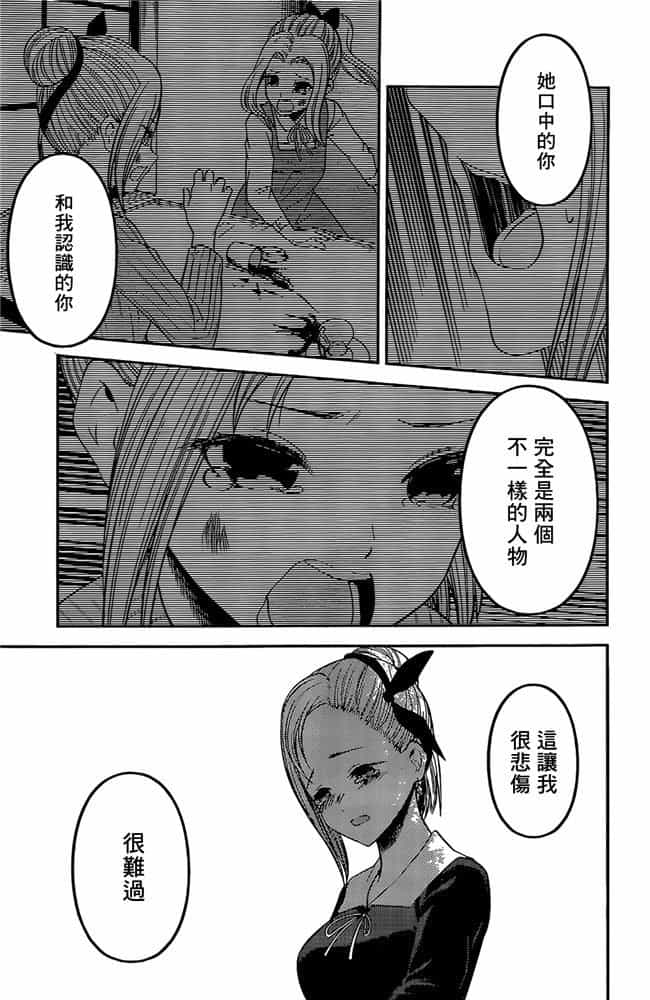 她口中的你
和我認識的你
完全是兩個
不一樣的人物
這讓我
很悲傷
很難過